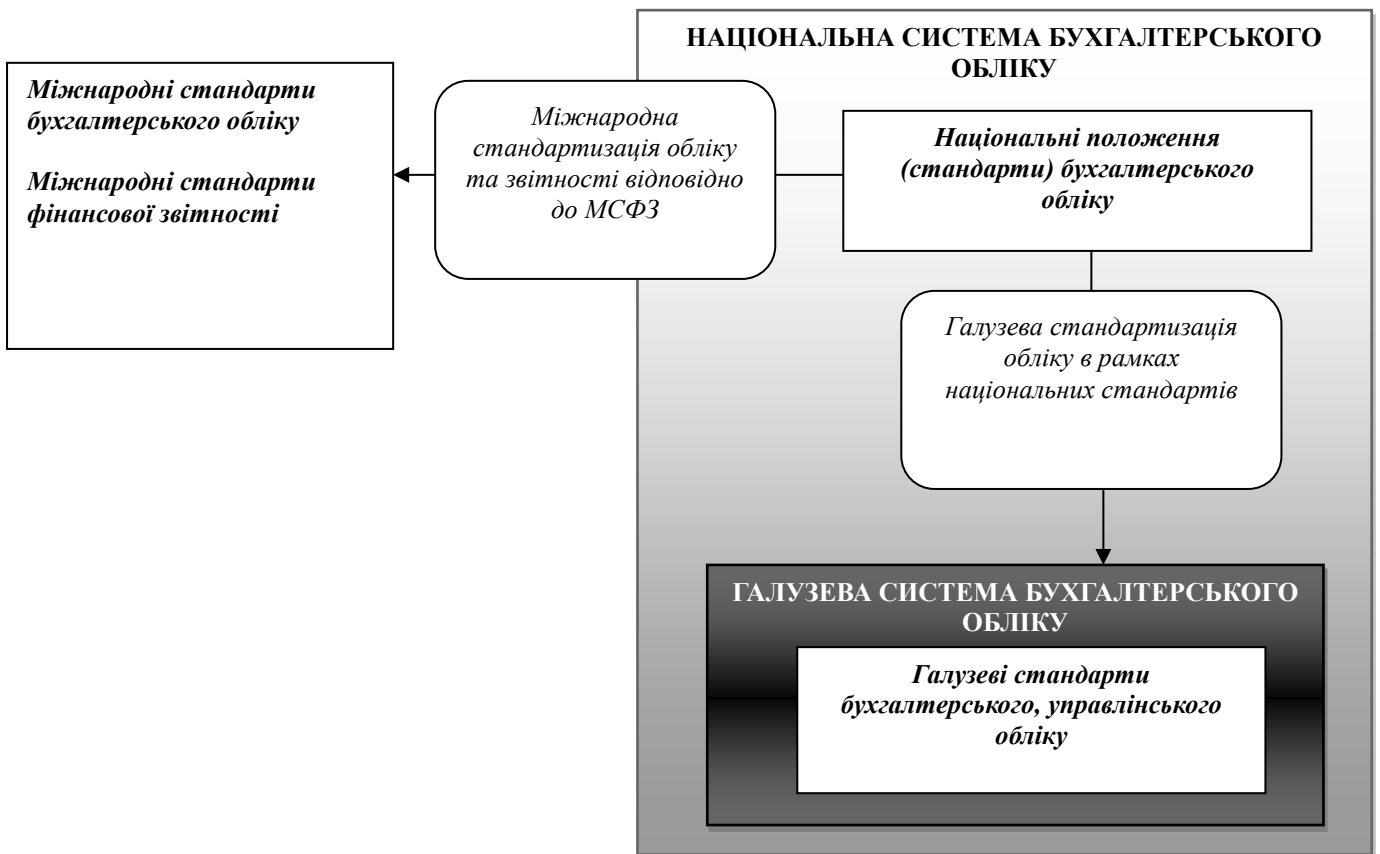 НАЦІОНАЛЬНА СИСТЕМА БУХГАЛТЕРСЬКОГО
ОБЛІКУ
Міжнародні стандарти
бухгалтерського обліку
Міжнародні стандарти
фінансової звітності
Міжнародна
стандартизація обліку
та звітності відповідно
до МСФЗ
Національні положення
(стандарти) бухгалтерського
обліку
Галузева стандартизація
обліку в рамках
національних стандартів
ГАЛУЗЕВА СИСТЕМА БУХГАЛТЕРСЬКОГО
ОБЛІКУ
Галузеві стандарти
бухгалтерського, управлінського
обліку